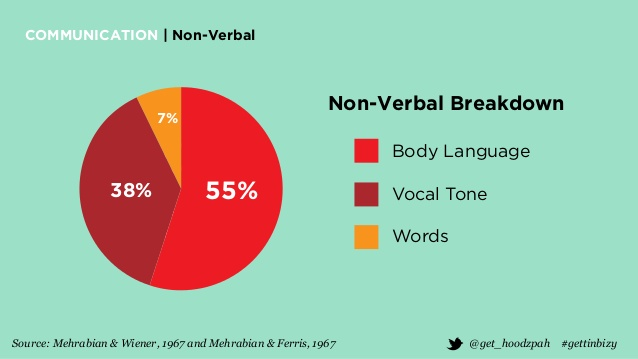 COMMUNICATION | Non-Verbal
Non-Verbal Breakdown
7%
38%
55%
Body Language
Vocal Tone
Words
Source: Mehrabian & Wiener, 1967 and Mehrabian & Ferris, 1967
@get_hoodzpah #gettinbizy